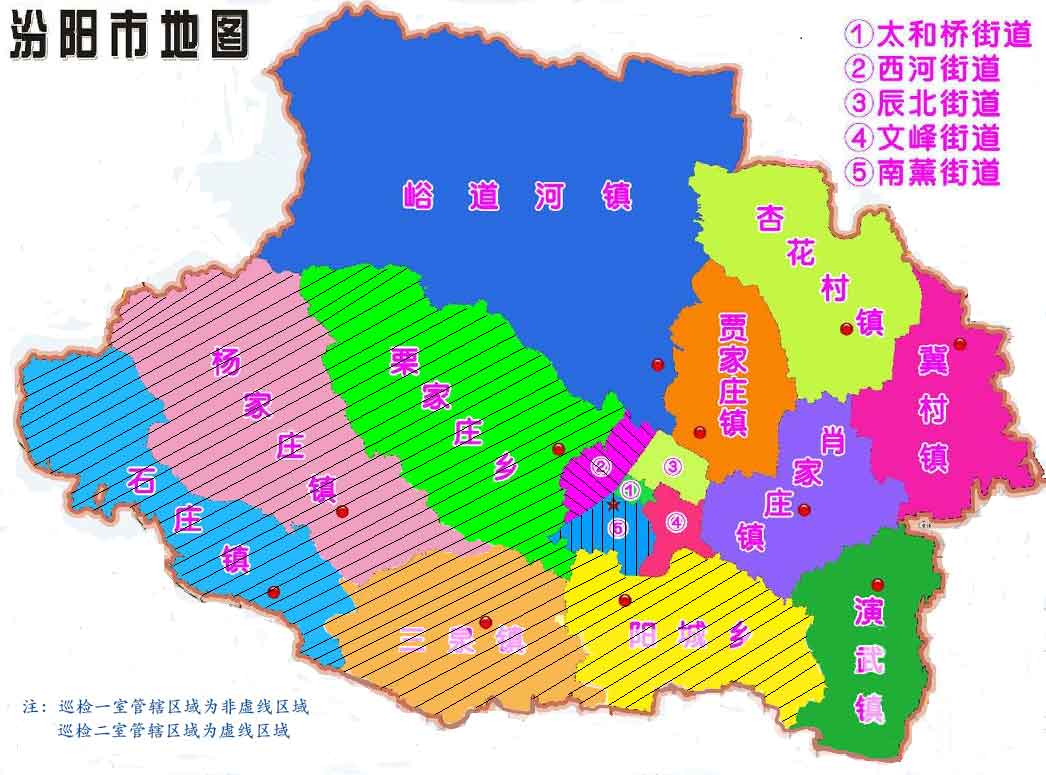 汾阳市地图
①太和桥街道
②西河街道
③辰北街道
④文峰街道
⑤南薰街道
峪道河镇
杏花村镇
贾家庄镇
冀村镇
杨家庄镇
栗家庄乡
肖家庄镇
石庄镇
②
③
①
④
⑤
三泉镇
阳城乡
演武镇
注：巡检一室管辖区域为非虚线区域
巡检二室管辖区域为虚线区域